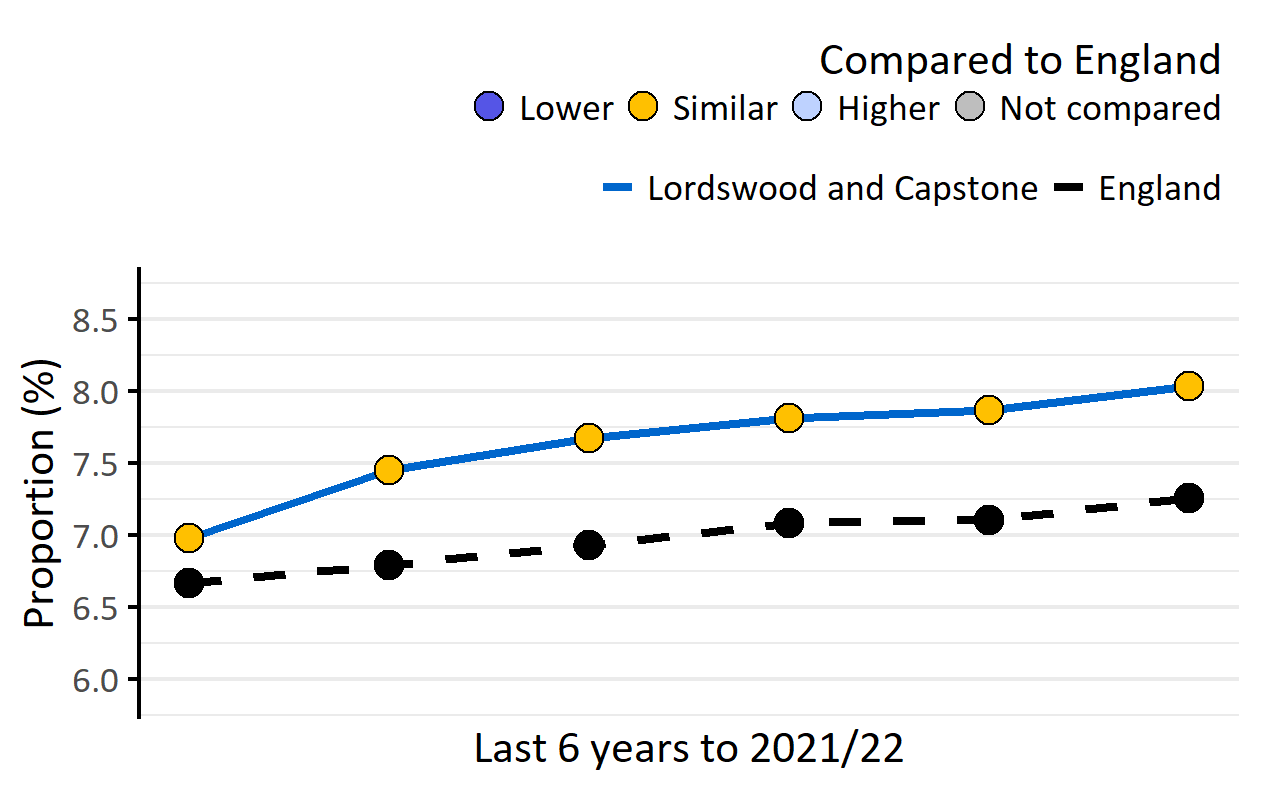 Compared to England
Lower Similar Higher Not compared
Lordswood and Capstone England
8.5
8.0
7.5
7.0
6.5
6.0
Proportion (%)
Last 6 years to 2021/22